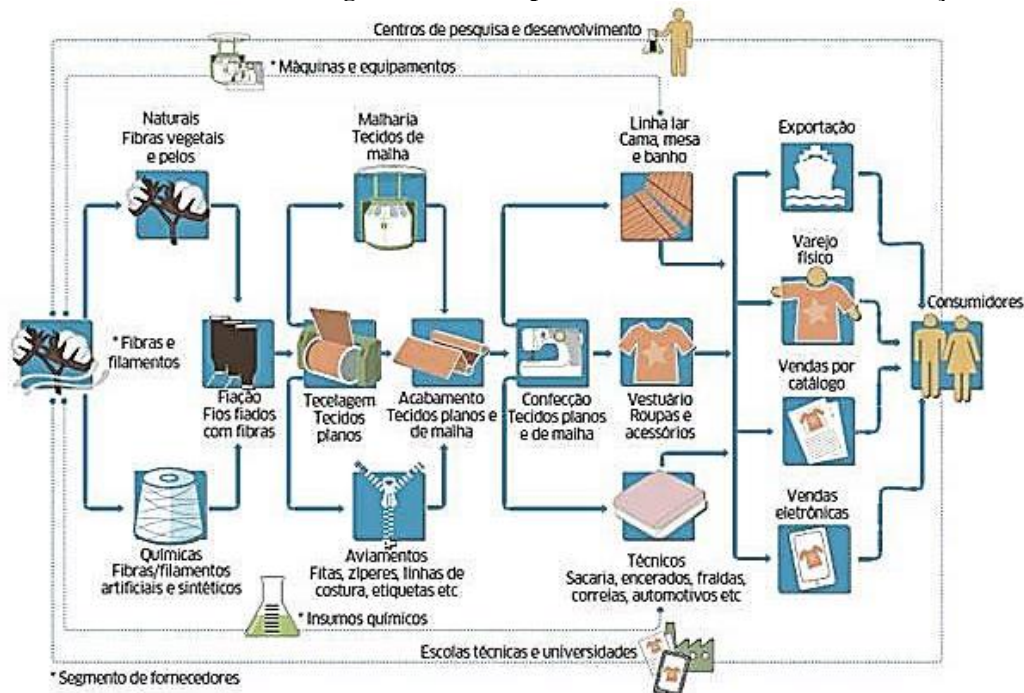 Centros de pesquisa e desenvolvimento
* Máquinas e equipamentos
Naturais
Fibras vegetais
e pelos
Malharia
Tecidos de
malha
Linha lar
Cama, mesa
e banho
Exportação
Varejo
físico
Consumidores
* Fibras e
filamentos
Fiação
Fios fiados
com fibras
Tecelagem
Tecidos
planos
Acabamento
Tecidos planos e
de malha
Confecção
Tecidos planos
e de malha
Vestuário
Roupas e
acessórios
Vendas por
catálogo
Químicas
Fibras/filamentos
artificiais e sintéticos
Aviamentos
Fitas, zíperes, linhas de
costura, etiquetas etc
Técnicos
Sacaria, encerados, fraldas,
correias, automotivos etc
Vendas
eletrônicas
* Insumos químicos
Escolas técnicas e universidades
* Segmento de fornecedores